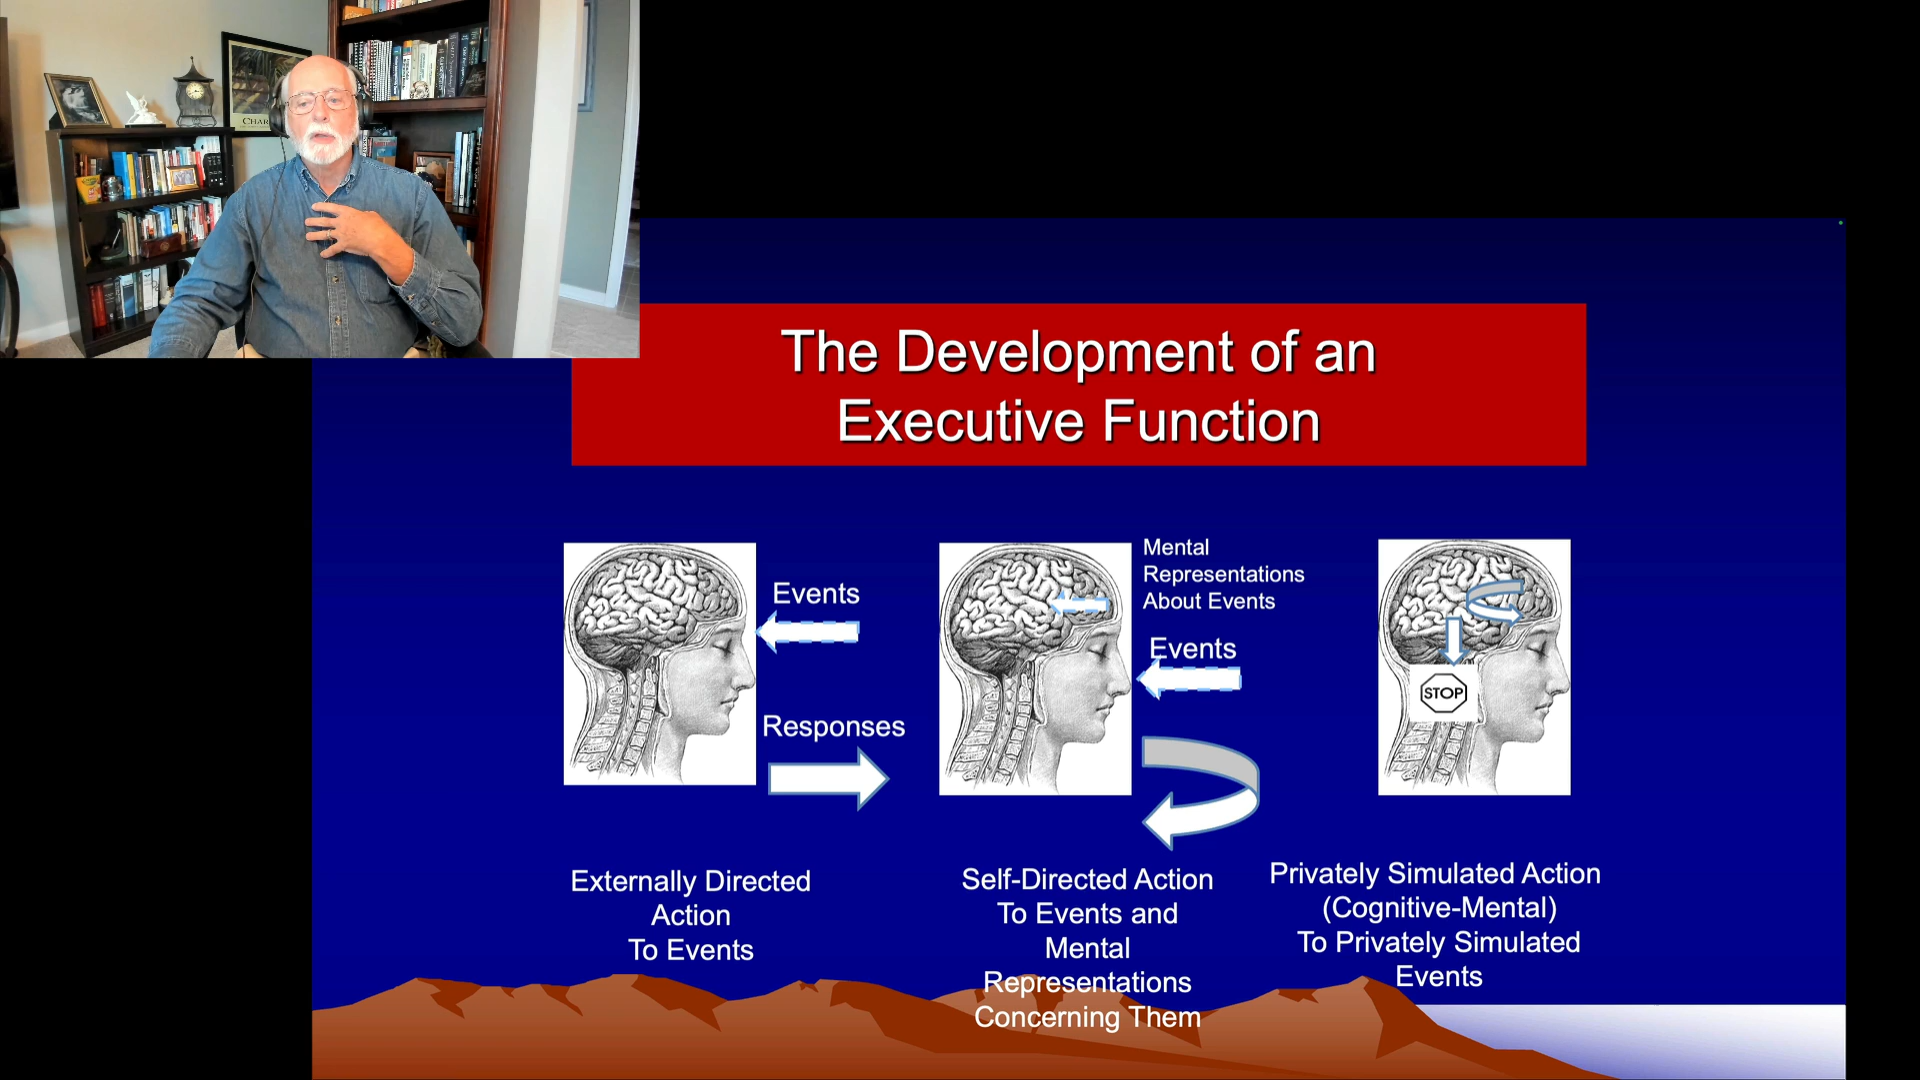 CHAR
The Development of an
Executive Function
Events
Responses
Mental
Representations
About Events
Events
STOP
Externally Directed
Action
To Events
Self-Directed Action
To Events and
Mental
Representations
Concerning Them
Privately Simulated Action
(Cognitive-Mental)
To Privately Simulated
Events